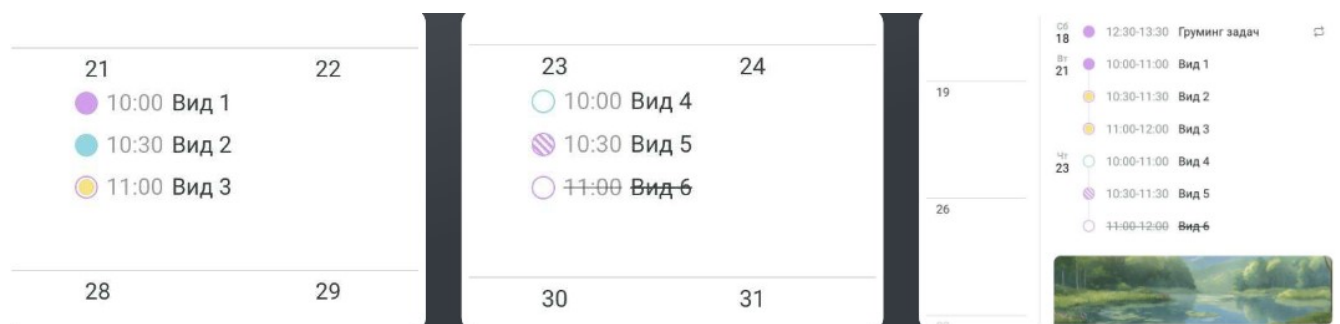 21 22
10:00 Вид 1
10:30 Вид 2
11:00 Вид 3
28 29
23 24
10:00 Вид 4
10:30 Вид 5
11:00 Вид 6
30 31
19
26
Сб
18 12:30-13:30 Груминг задач
Вт
21 10:00-11:00 Вид 1
10:30-11:30 Вид 2
11:00-12:00 Вид 3
Чт
23 10:00-11:00 Вид 4
10:30-11:30 Вид 5
11:00-12:00 Вид 6